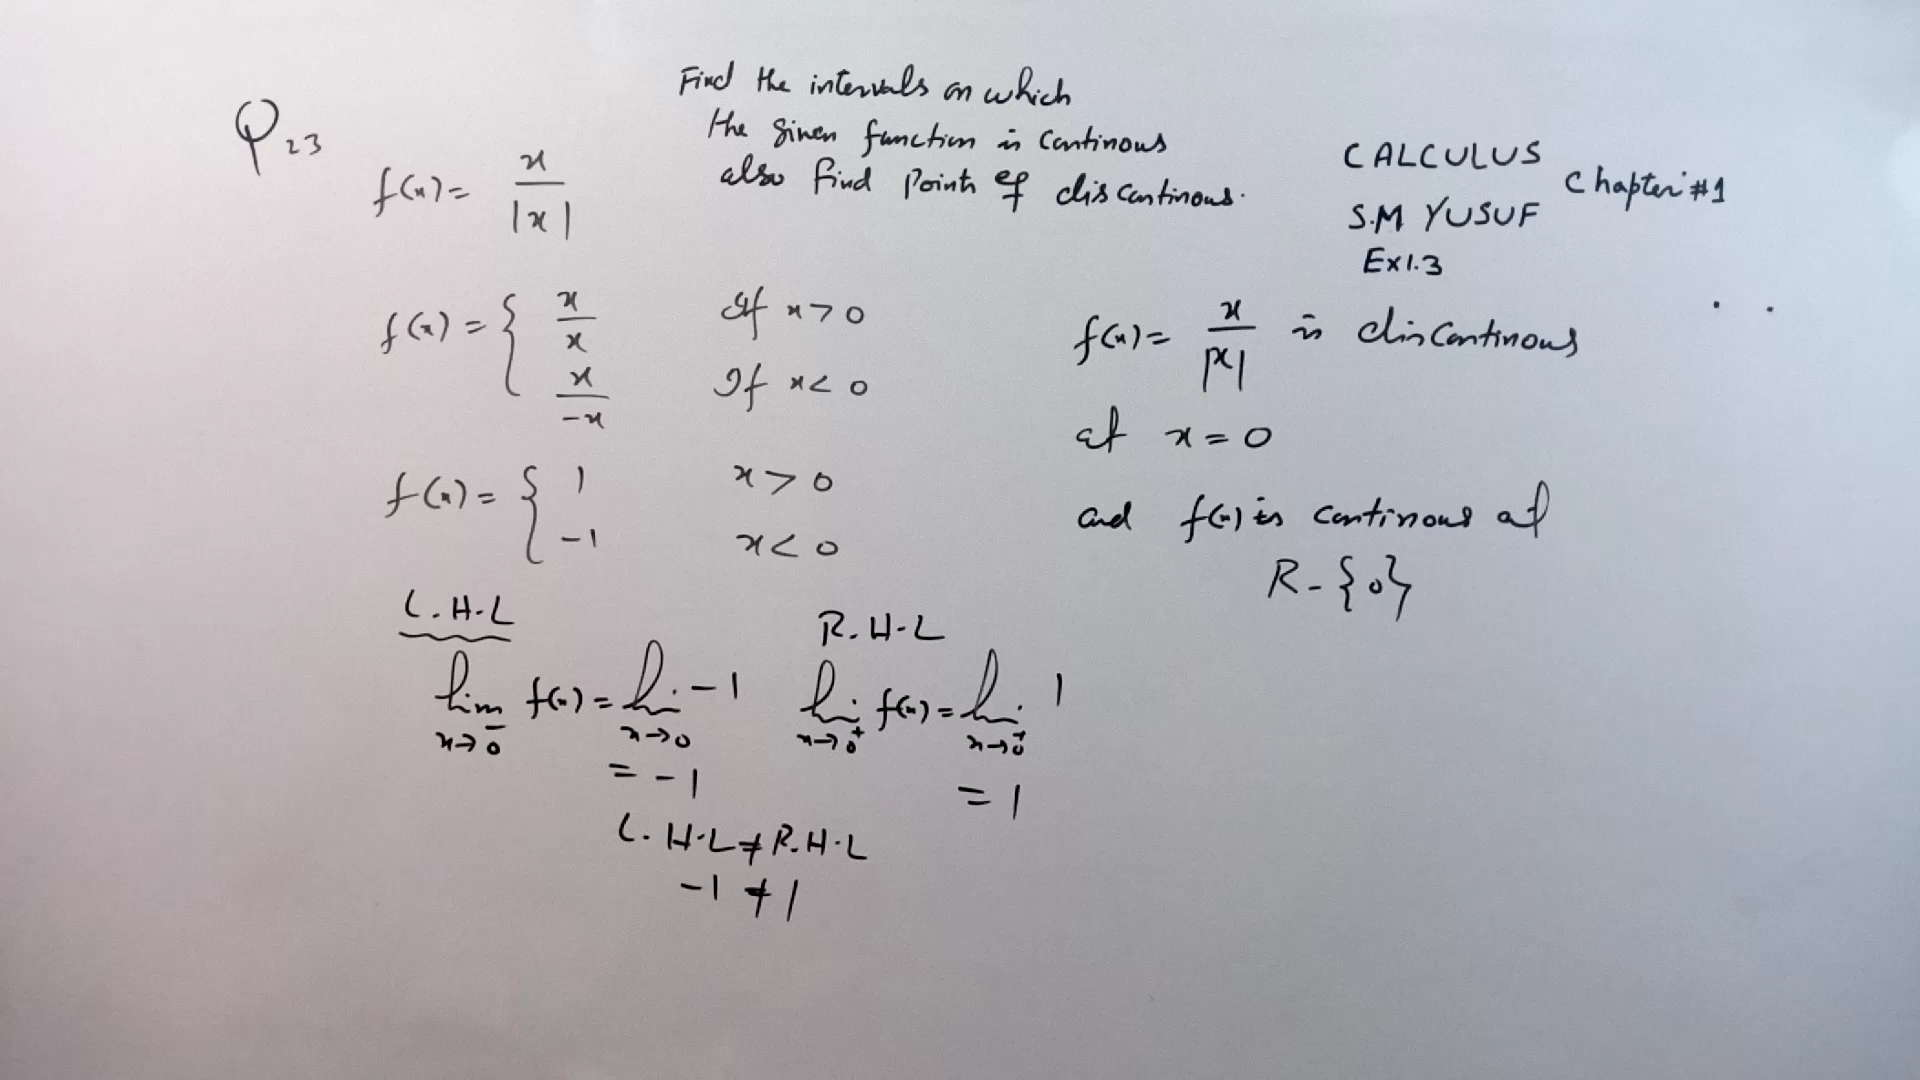 Q23
Find the intervals on which
the given function is continous
also find points of discontinous.
f(x) = x / |x|
CALCULUS
S.M YUSUF
Ex1.3
Chapter #1
f(x) = { x / x If x > 0
x / -x If x < 0
f(x) = { 1 x > 0
-1 x < 0
L.H.L
lim x→0⁻ f(x) = lim x→0 -1
= -1
R.H.L
lim x→0⁺ f(x) = lim x→0⁺ 1
= 1
L.H.L ≠ R.H.L
-1 ≠ 1
f(x) = x / |x| is discontinous
at x = 0
and f(x) is continous at
R - {0}